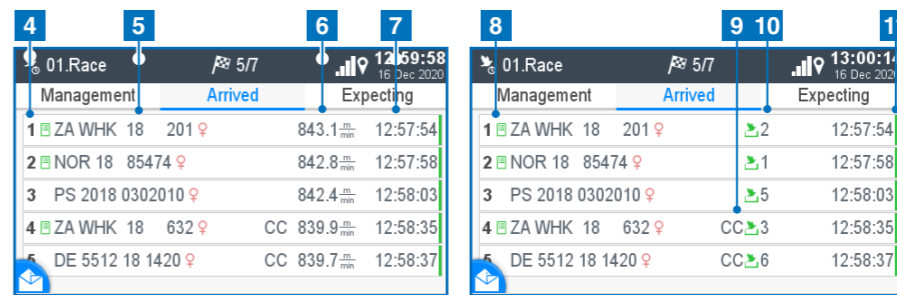 4 5 6 7
01.Race 5/7 12:59:58
16 Dec 2020
Management Arrived Expecting
1 ZA WHK 18 201 ♀ 843.1 m/min 12:57:54
2 NOR 18 85474 ♀ 842.8 m/min 12:57:58
3 PS 2018 0302010 ♀ 842.4 m/min 12:58:03
4 ZA WHK 18 632 ♀ CC 839.9 m/min 12:58:35
5 DE 5512 18 1420 ♀ CC 839.7 m/min 12:58:37
8 9 10 11
01.Race 5/7 13:00:14
16 Dec 2020
Management Arrived Expecting
1 ZA WHK 18 201 ♀ 2 12:57:54
2 NOR 18 85474 ♀ 1 12:57:58
3 PS 2018 0302010 ♀ 5 12:58:03
4 ZA WHK 18 632 ♀ CC 3 12:58:35
5 DE 5512 18 1420 ♀ CC 6 12:58:37